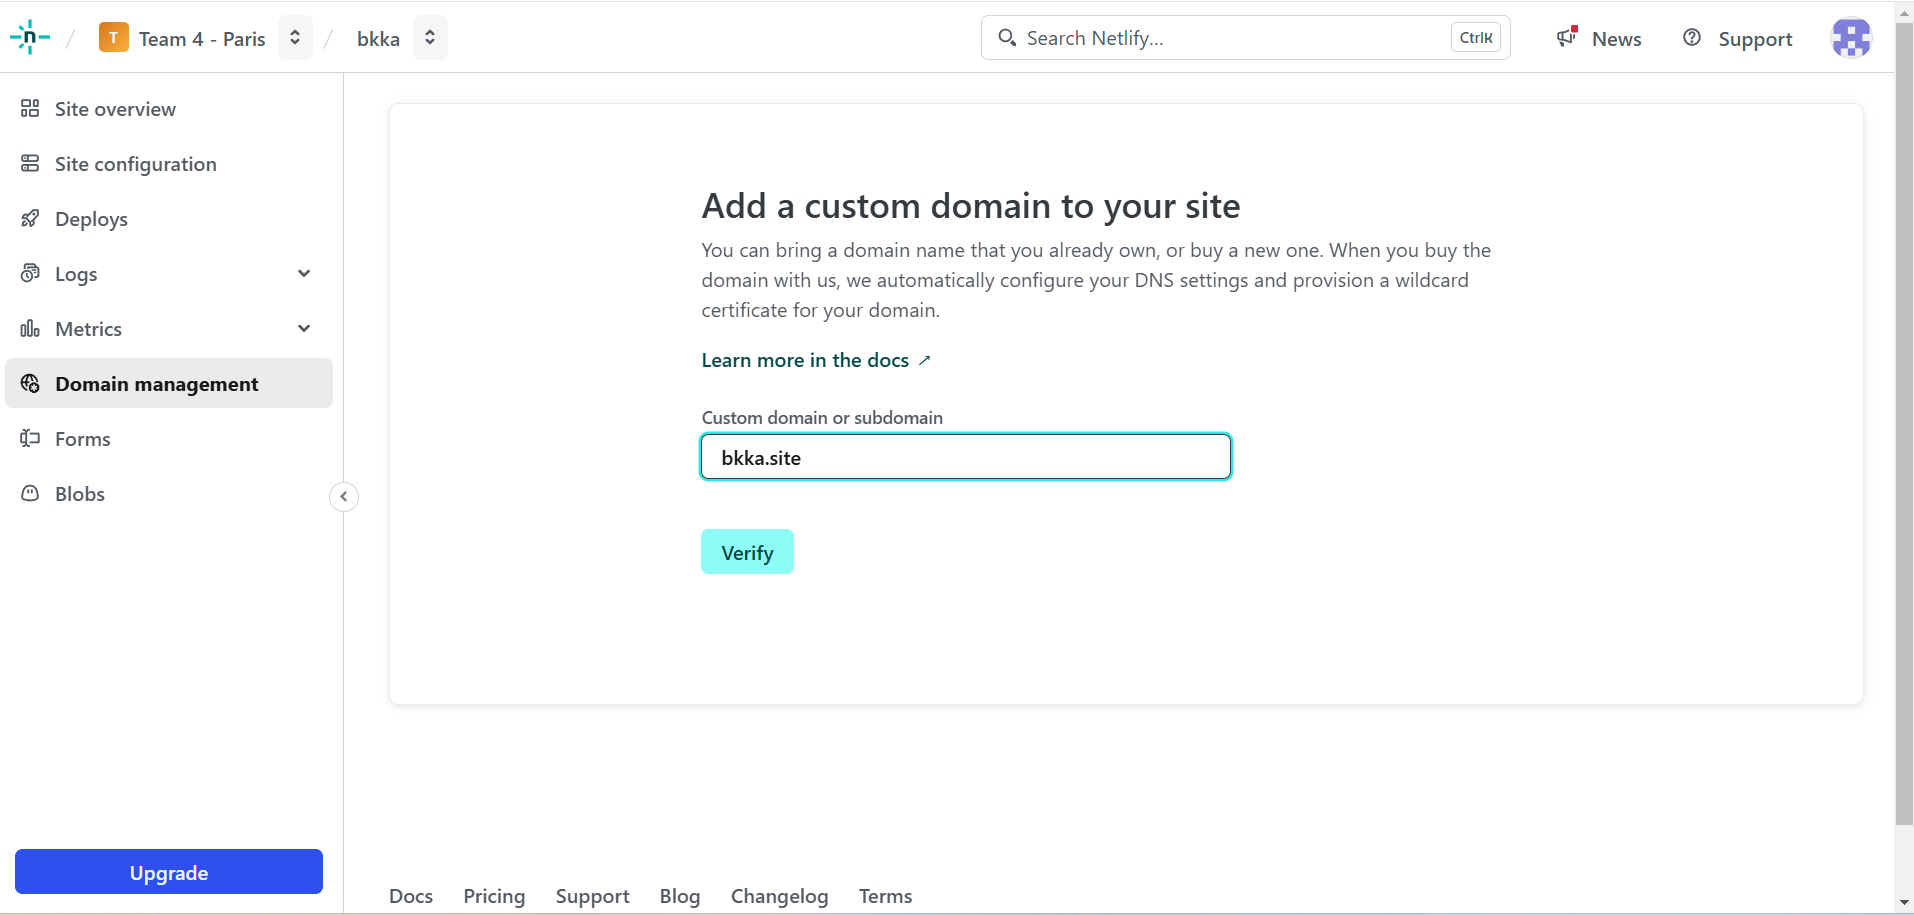 n / T Team 4 - Paris / bkka
Search Netlify... CtrlK
News
Support
Site overview
Site configuration
Deploys
Logs
Metrics
Domain management
Forms
Blobs
Upgrade
Add a custom domain to your site
You can bring a domain name that you already own, or buy a new one. When you buy the
domain with us, we automatically configure your DNS settings and provision a wildcard
certificate for your domain.
Learn more in the docs ↗
Custom domain or subdomain
bkka.site
Verify
Docs Pricing Support Blog Changelog Terms